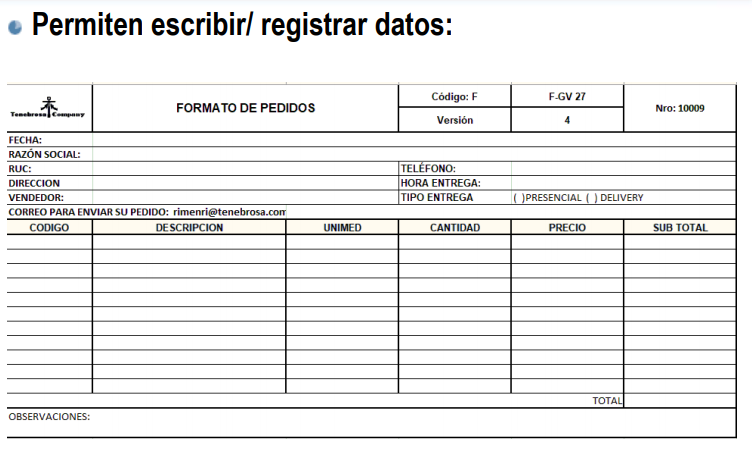 Permiten escribir/ registrar datos:
Tenebrosa Company
FORMATO DE PEDIDOS
Código: F
F-GV 27
Nro: 10009
Versión
4
FECHA:
RAZÓN SOCIAL:
RUC:
TELÉFONO:
DIRECCION
HORA ENTREGA:
VENDEDOR:
TIPO ENTREGA
( )PRESENCIAL ( ) DELIVERY
CORREO PARA ENVIAR SU PEDIDO: rimenri@tenebrosa.com
CODIGO
DESCRIPCION
UNIMED
CANTIDAD
PRECIO
SUB TOTAL
TOTAL
OBSERVACIONES: